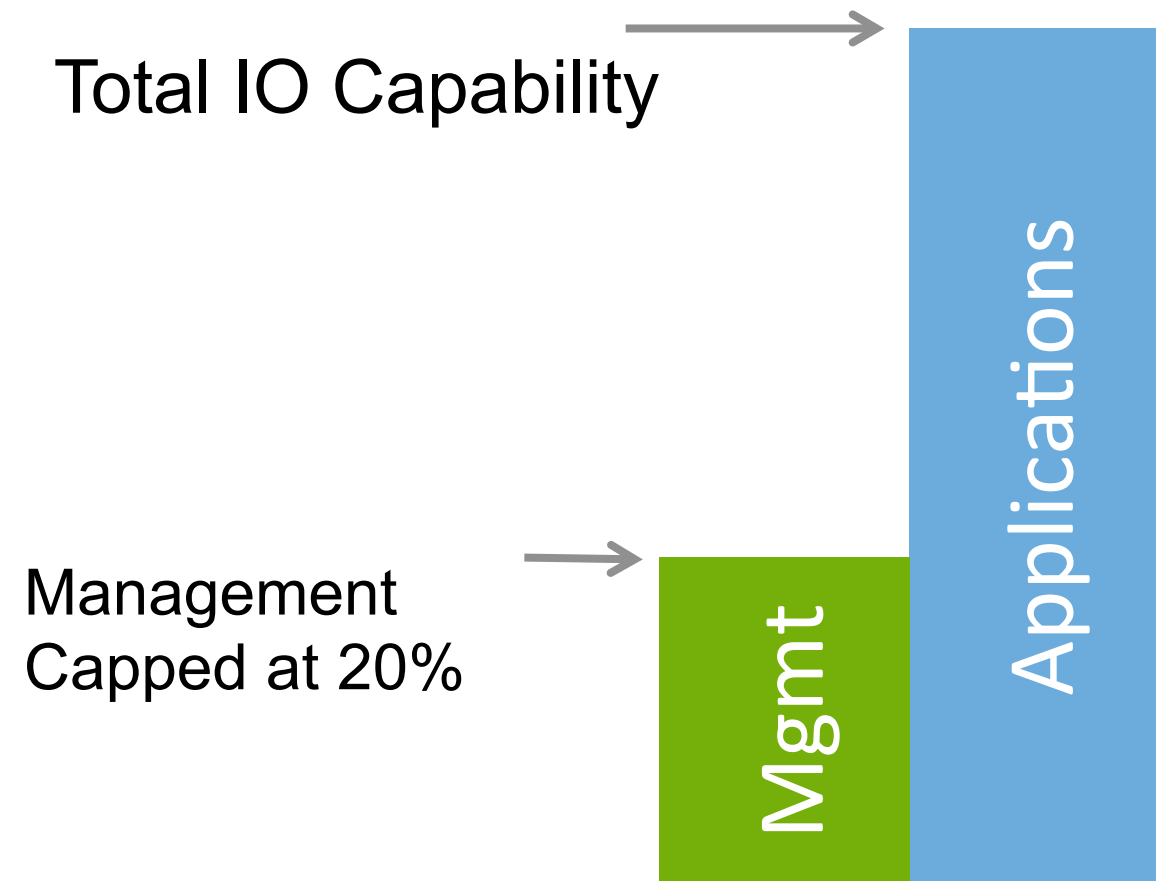 Total IO Capability
Management
Capped at 20%
Mgmt
Applications